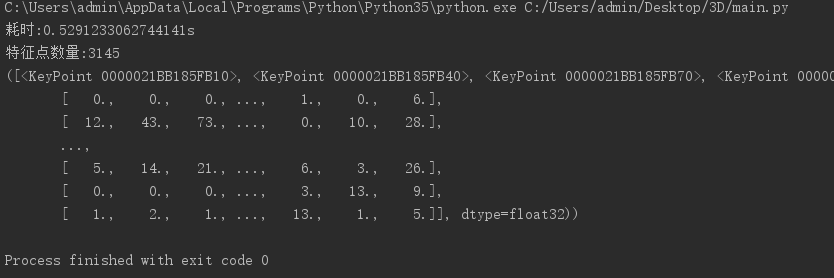 C:\Users\admin\AppData\Local\Programs\Python\Python35\python.exe C:/Users/admin/Desktop/3D/main.py
耗时:0.5291233062744141s
特征点数量:3145
([<KeyPoint 0000021BB185FB10>, <KeyPoint 0000021BB185FB40>, <KeyPoint 0000021BB185FB70>, <KeyPoint 00000
[ 0., 0., 0., ..., 1., 0., 6.],
[ 12., 43., 73., ..., 0., 10., 28.],
...,
[ 5., 14., 21., ..., 6., 3., 26.],
[ 0., 0., 0., ..., 3., 13., 9.],
[ 1., 2., 1., ..., 13., 1., 5.]], dtype=float32))
Process finished with exit code 0